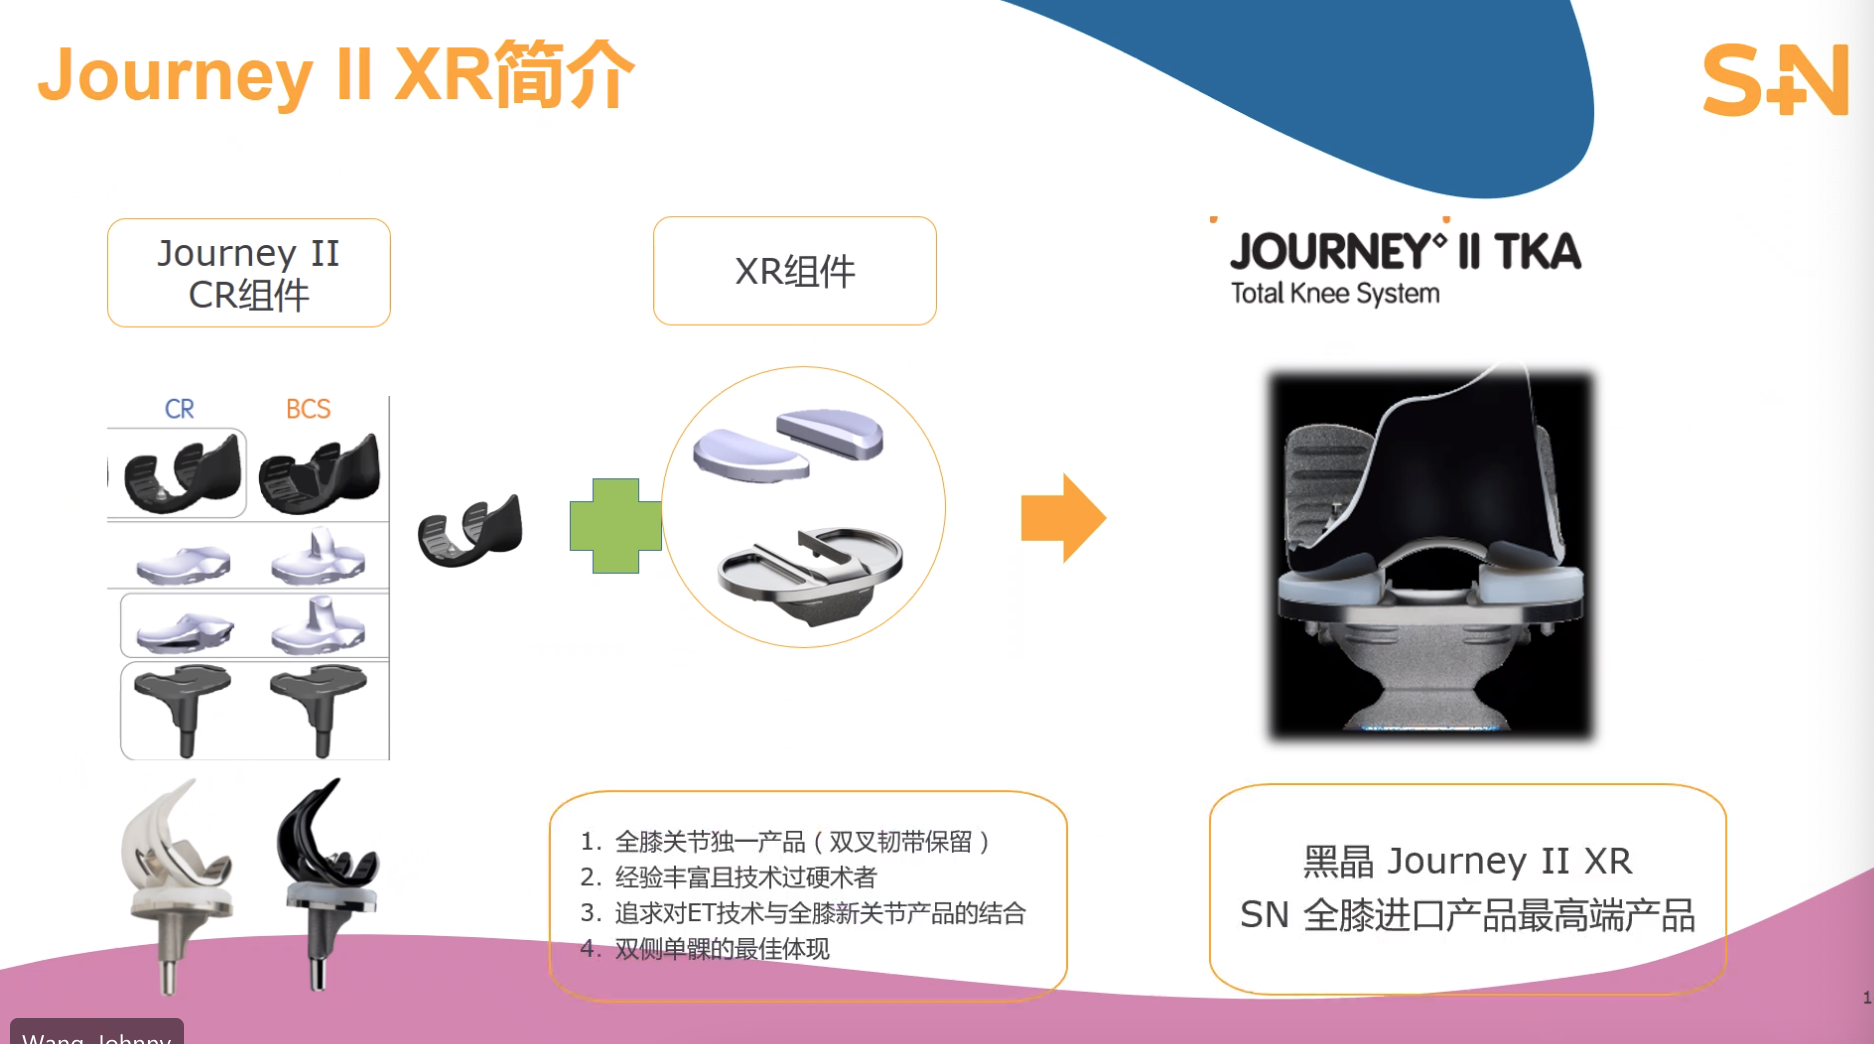 Journey II XR简介
S+N
Journey II
CR组件
XR组件
JOURNEY◇ II TKA
Total Knee System
CR
BCS
1. 全膝关节独一产品（双叉韧带保留）
2. 经验丰富且技术过硬术者
3. 追求对ET技术与全膝新关节产品的结合
4. 双侧单髁的最佳体现
黑晶 Journey II XR
SN 全膝进口产品最高端产品
1
Wang, Johnny